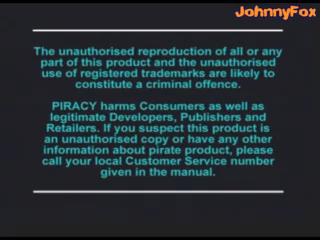 JohnnyFox
The unauthorised reproduction of all or any
part of this product and the unauthorised
use of registered trademarks are likely to
constitute a criminal offence.
PIRACY harms Consumers as well as
legitimate Developers, Publishers and
Retailers. If you suspect this product is
an unauthorised copy or have any other
information about pirate product, please
call your local Customer Service number
given in the manual.